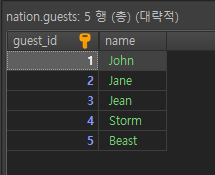 nation.guests: 5 행 (총) (대략적)
guest_id name
1 John
2 Jane
3 Jean
4 Storm
5 Beast